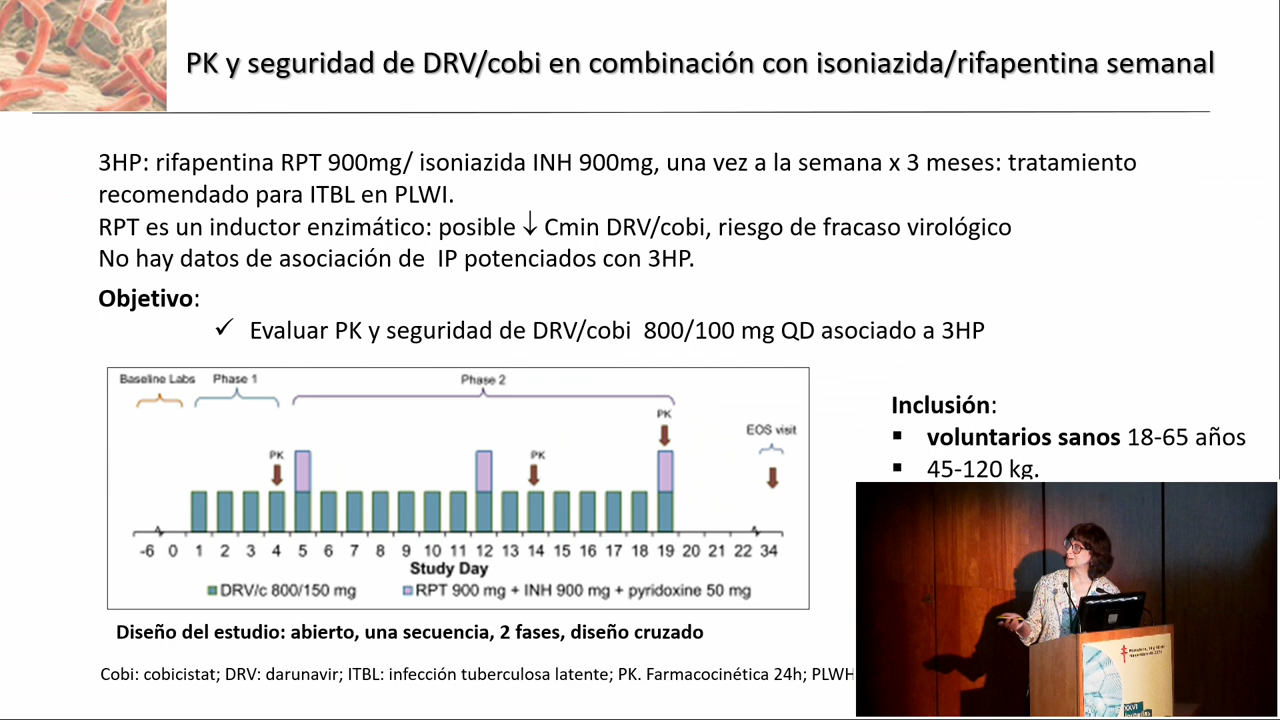 PK y seguridad de DRV/cobi en combinación con isoniazida/rifapentina semanal
3HP: rifapentina RPT 900mg/ isoniazida INH 900mg, una vez a la semana x 3 meses: tratamiento
recomendado para ITBL en PLWI.
RPT es un inductor enzimático: posible ↓ Cmin DRV/cobi, riesgo de fracaso virológico
No hay datos de asociación de IP potenciados con 3HP.
Objetivo:
✓ Evaluar PK y seguridad de DRV/cobi 800/100 mg QD asociado a 3HP
Baseline Labs Phase 1 Phase 2
PK
EOS visit
PK PK
-6 0 1 2 3 4 5 6 7 8 9 10 11 12 13 14 15 16 17 18 19 20 21 22 34
Study Day
DRV/c 800/150 mg RPT 900 mg + INH 900 mg + pyridoxine 50 mg
Inclusión:
▪ voluntarios sanos 18-65 años
▪ 45-120 kg.
Diseño del estudio: abierto, una secuencia, 2 fases, diseño cruzado
Cobi: cobicistat; DRV: darunavir; ITBL: infección tuberculosa latente; PK. Farmacocinética 24h; PLWH
XXVI